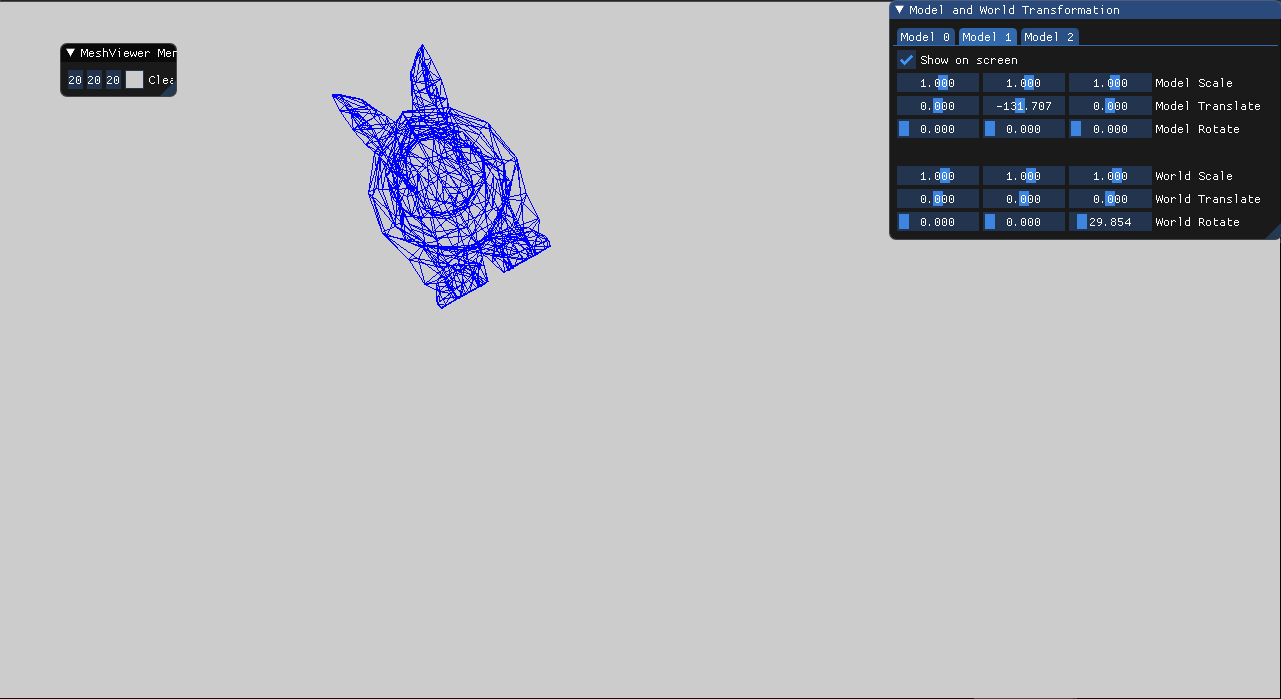 Model and World Transformation
Model 0 Model 1 Model 2
MeshViewer Mer
Show on screen
20 20 20 Clea
1.000 1.000 1.000 Model Scale
0.000 -131.707 0.000 Model Translate
0.000 0.000 0.000 Model Rotate
1.000 1.000 1.000 World Scale
0.000 0.000 0.000 World Translate
0.000 0.000 29.854 World Rotate